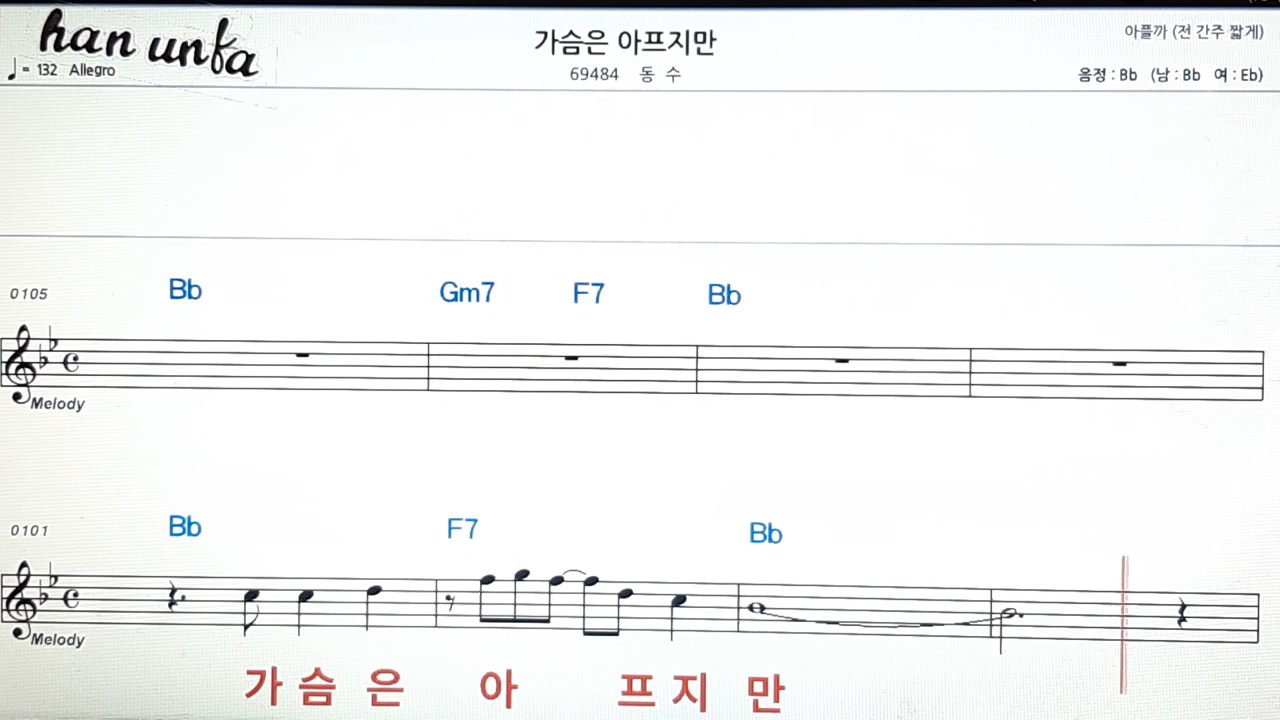 han unfa
가슴은 아프지만
아플까 (전 간주 짧게)
♩= 132 Allegro
69484 동 수
음정 : Bb (남 : Bb 여 : Eb)
Bb Gm7 F7 Bb
0105
Melody
Bb F7 Bb
0101
Melody
가 슴 은 아 프 지 만